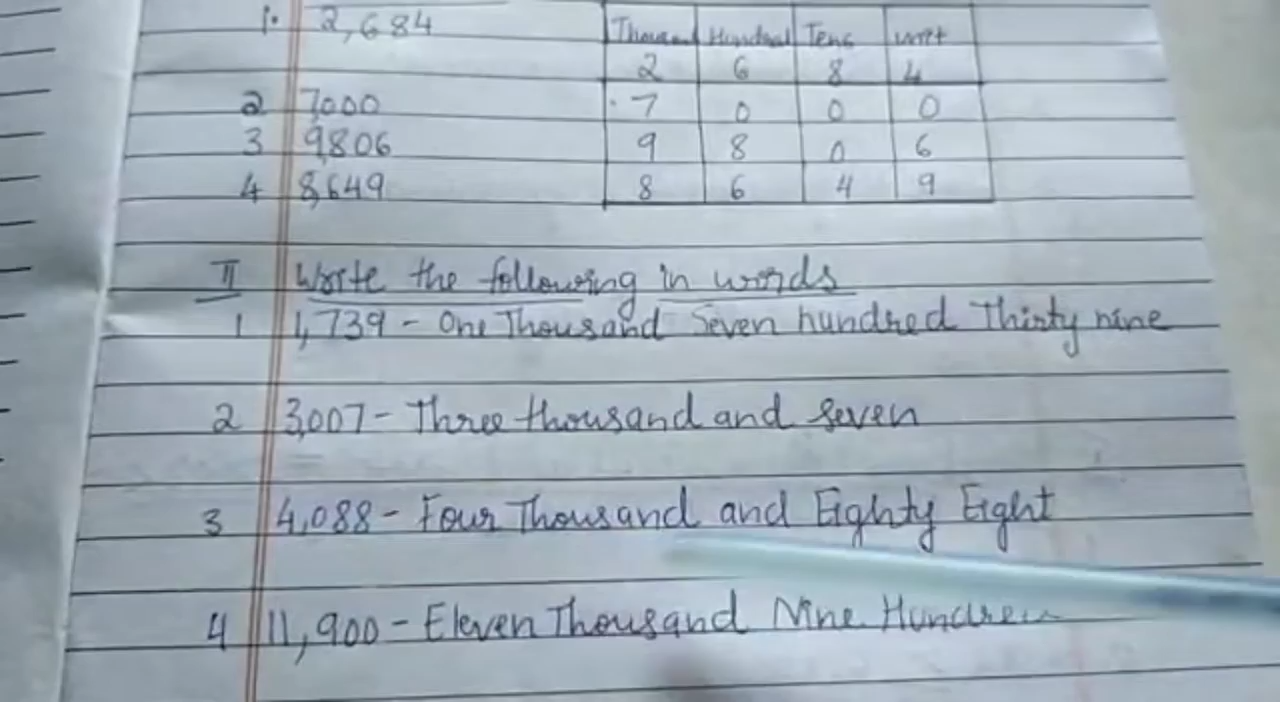 1. 2,684
Thousand Hundred Tens unit
2 6 8 4
2 7000 7 0 0 0
3 9,806 9 8 0 6
4 8,649 8 6 4 9
II Write the following in words
1 1,739 - One Thousand Seven hundred Thirty nine
2 3,007 - Three thousand and seven
3 4,088 - Four Thousand and Eighty Eight
4 11,900 - Eleven Thousand Nine Hundred